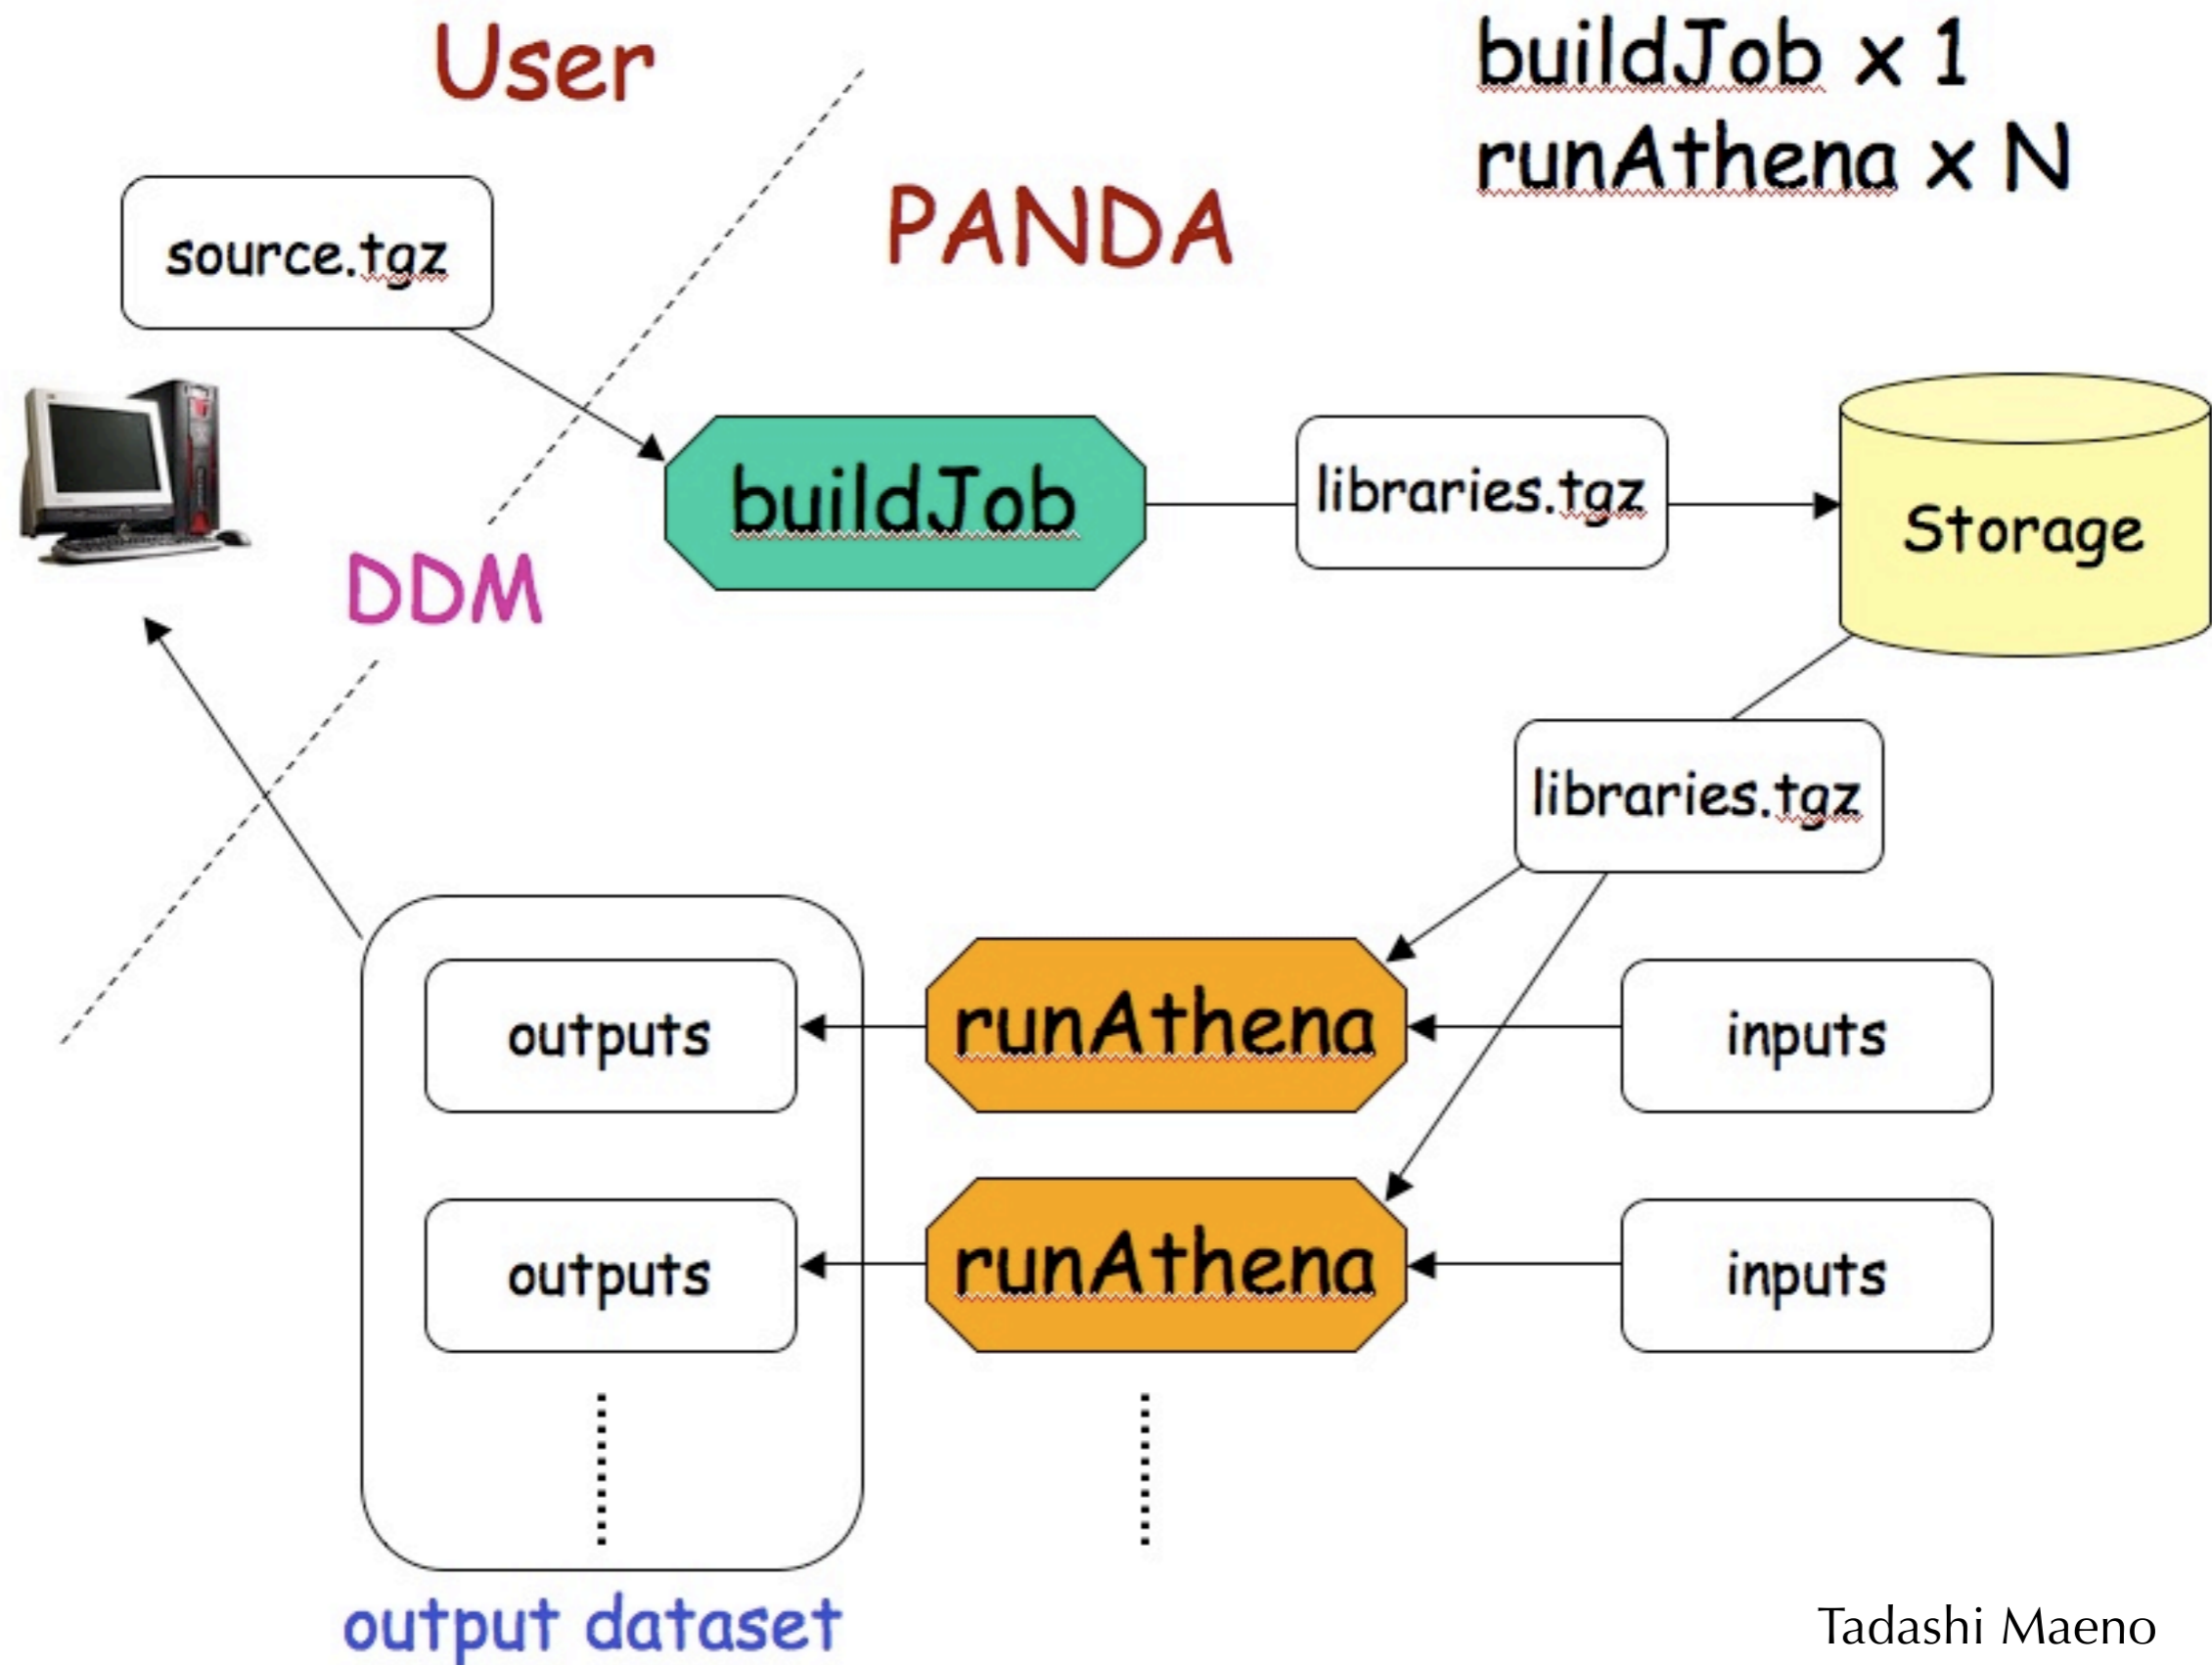 User
buildJob x 1
runAthena x N
PANDA
source.tgz
buildJob
libraries.tgz
Storage
DDM
libraries.tgz
outputs
runAthena
inputs
outputs
runAthena
inputs
output dataset
Tadashi Maeno